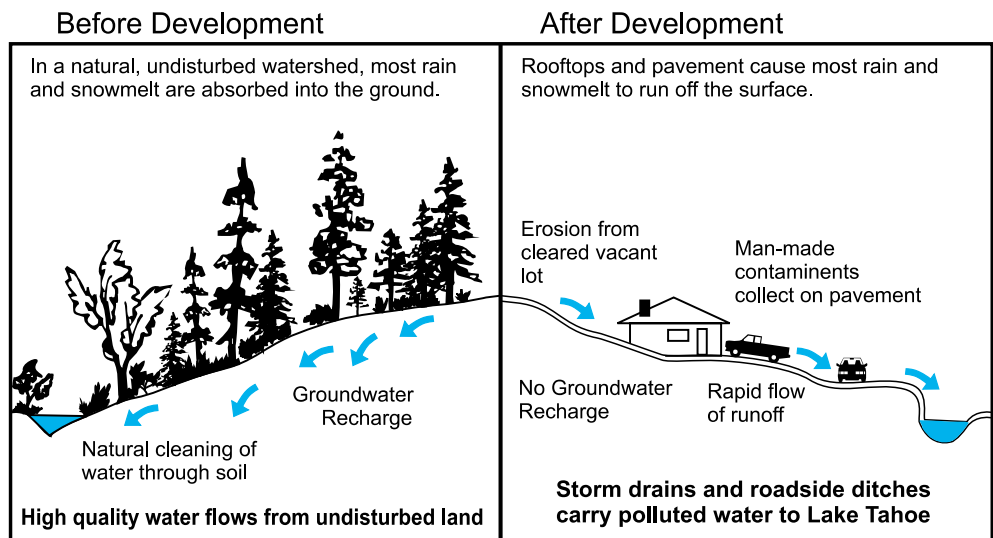 Before Development
In a natural, undisturbed watershed, most rain
and snowmelt are absorbed into the ground.
Groundwater
Recharge
Natural cleaning of
water through soil
High quality water flows from undisturbed land
After Development
Rooftops and pavement cause most rain and
snowmelt to run off the surface.
Erosion from
cleared vacant
lot
Man-made
contaminents
collect on pavement
No Groundwater
Recharge
Rapid flow
of runoff
Storm drains and roadside ditches
carry polluted water to Lake Tahoe